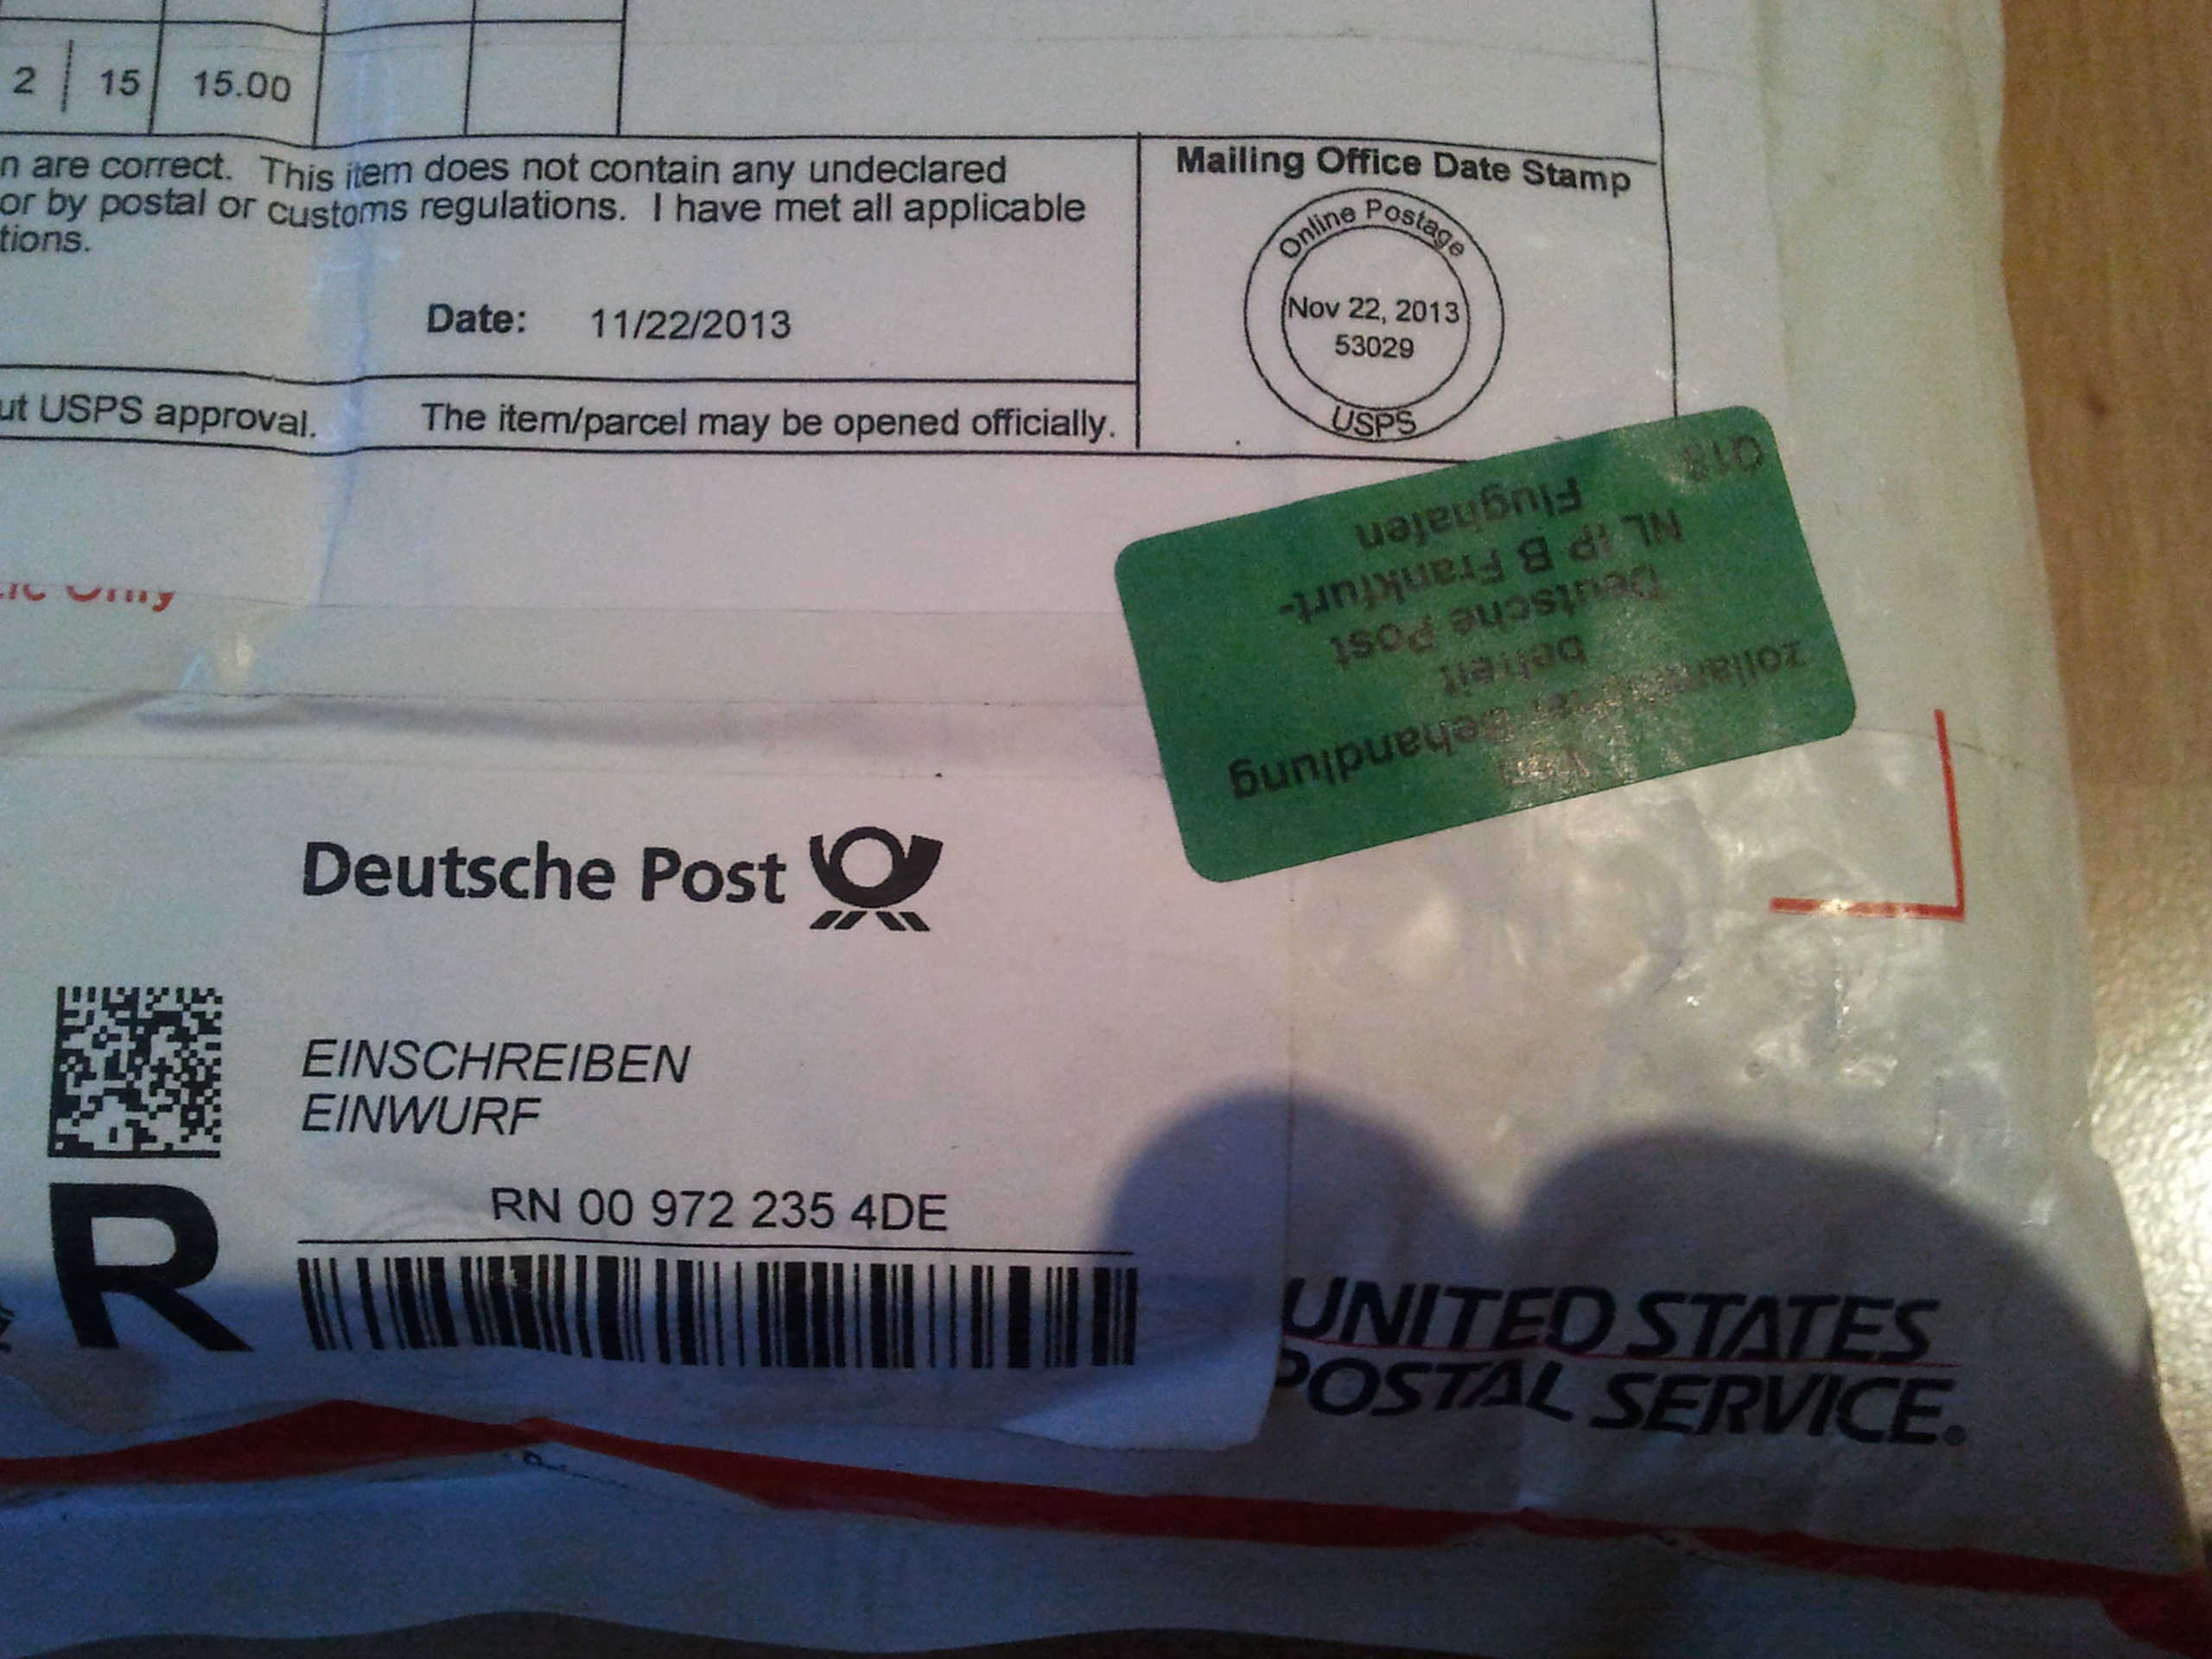 2 | 15 15.00
n are correct. This item does not contain any undeclared
or by postal or customs regulations. I have met all applicable
tions.
Date: 11/22/2013
ut USPS approval. The item/parcel may be opened officially.
Mailing Office Date Stamp
Online Postage
Nov 22, 2013
53029
USPS
Only
Von
zollamtlicher Behandlung
befreit
Deutsche Post
NL IP B Frankfurt-
Flughafen
Q18
Deutsche Post
EINSCHREIBEN
EINWURF
RN 00 972 235 4DE
R
UNITED STATES
POSTAL SERVICE.